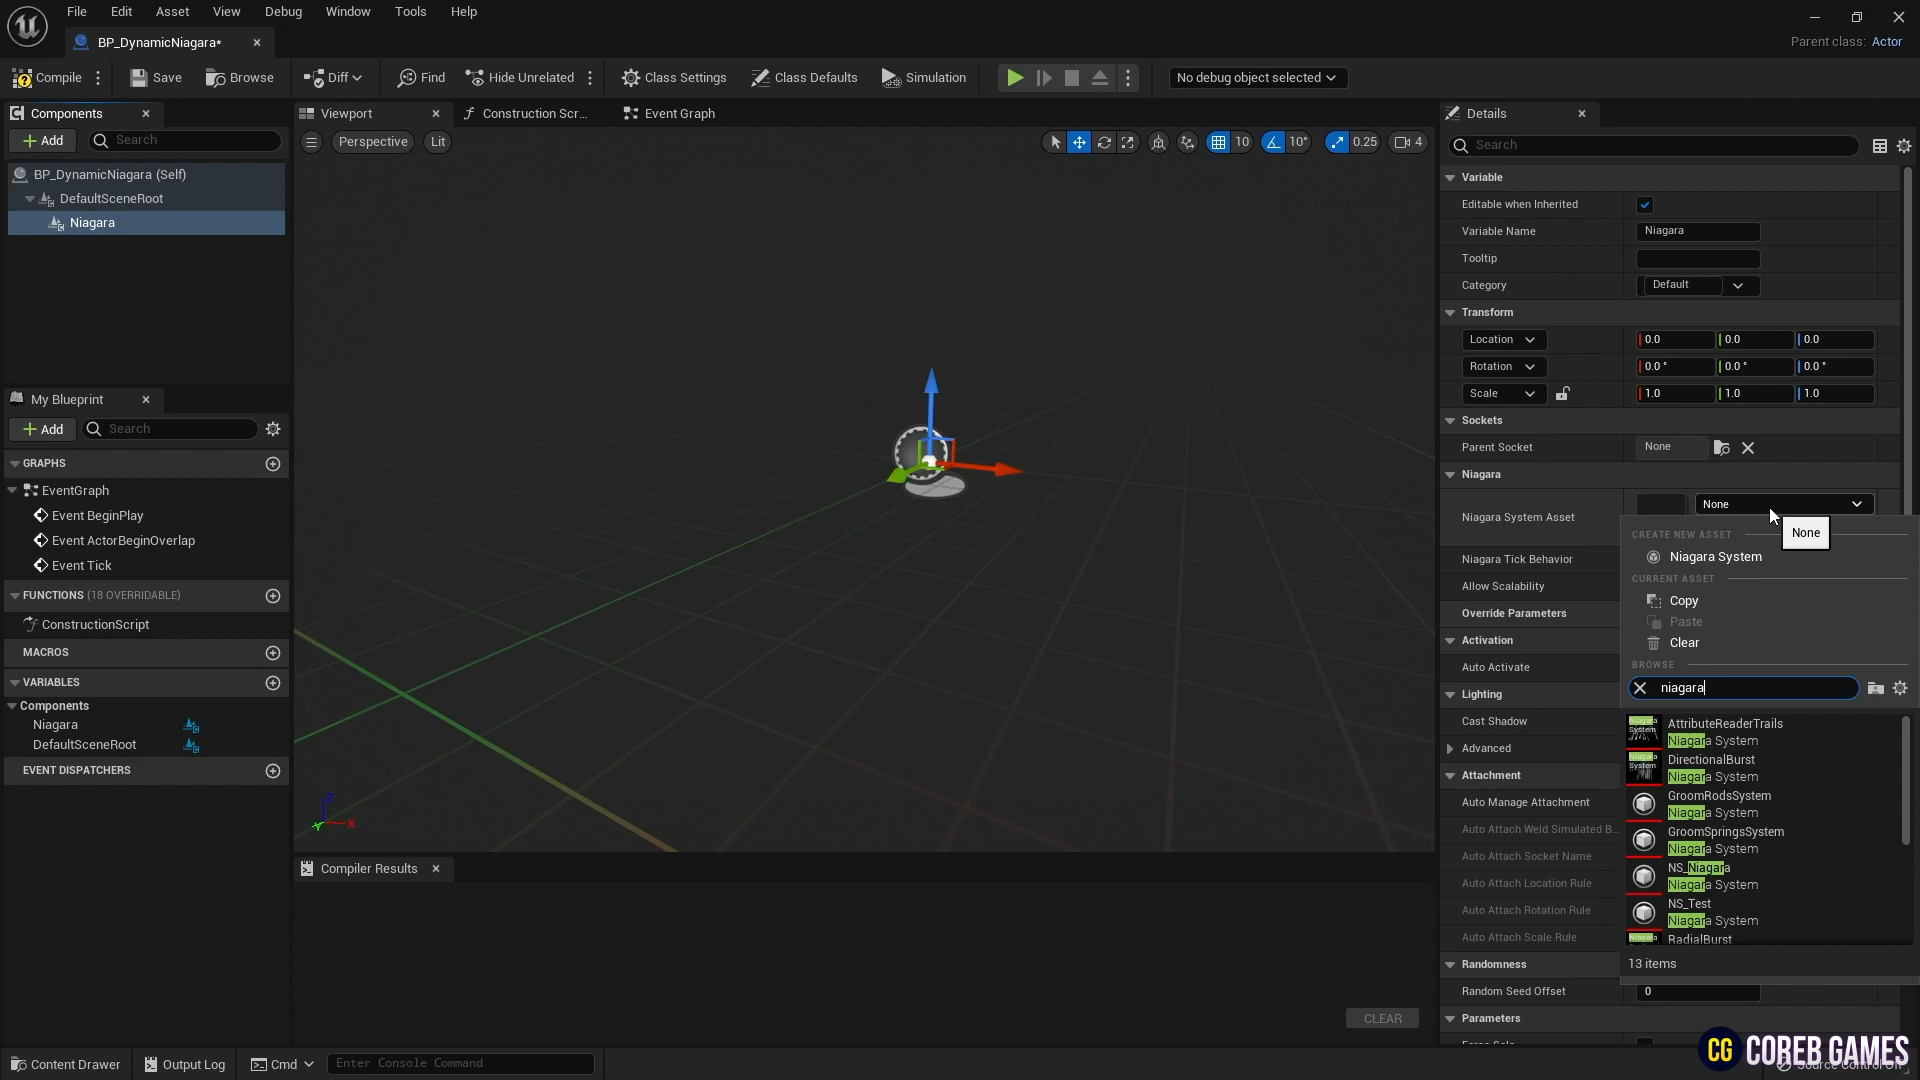 File Edit Asset View Debug Window Tools Help
BP_DynamicNiagara*
Parent class: Actor
Compile Save Browse Diff Find Hide Unrelated Class Settings Class Defaults Simulation No debug object selected
Components
Add Search
BP_DynamicNiagara (Self)
DefaultSceneRoot
Niagara
My Blueprint
Add Search
GRAPHS
EventGraph
Event BeginPlay
Event ActorBeginOverlap
Event Tick
FUNCTIONS (18 OVERRIDABLE)
ConstructionScript
MACROS
VARIABLES
Components
Niagara
DefaultSceneRoot
EVENT DISPATCHERS
Viewport Construction Scr... Event Graph
Perspective Lit 10 10° 0.25 4
Z
X
Y
Compiler Results
CLEAR
Details
Search
Variable
Editable when Inherited
Variable Name Niagara
Tooltip
Category Default
Transform
Location 0.0 0.0 0.0
Rotation 0.0 ° 0.0 ° 0.0 °
Scale 1.0 1.0 1.0
Sockets
Parent Socket None
Niagara
Niagara System Asset None
Niagara Tick Behavior
Allow Scalability
Override Parameters
Activation
Auto Activate
Lighting
Cast Shadow
Advanced
Attachment
Auto Manage Attachment
Auto Attach Weld Simulated B...
Auto Attach Socket Name
Auto Attach Location Rule
Auto Attach Rotation Rule
Auto Attach Scale Rule
Randomness
Random Seed Offset 0
Parameters
None
CREATE NEW ASSET
Niagara System
CURRENT ASSET
Copy
Paste
Clear
BROWSE
niagara
AttributeReaderTrails
Niagara System
DirectionalBurst
Niagara System
GroomRodsSystem
Niagara System
GroomSpringsSystem
Niagara System
NS_Niagara
Niagara System
NS_Test
Niagara System
RadialBurst
13 items
Content Drawer Output Log Cmd Enter Console Command
CG COREB GAMES
Source Control Off